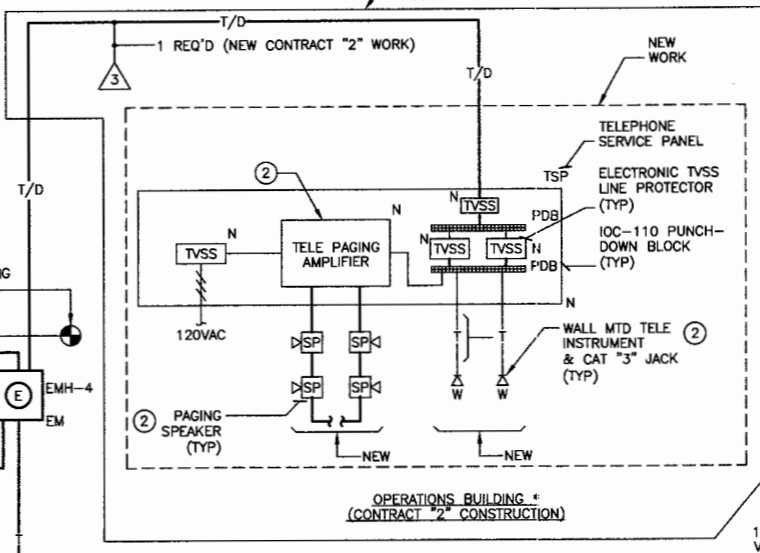 T/D
1 REQ'D (NEW CONTRACT "2" WORK)
3
T/D
NEW
WORK
TELEPHONE
SERVICE PANEL
TSP
ELECTRONIC TVSS
LINE PROTECTOR
(TYP)
T/D
2
N
N
TVSS
PDB
N
IOC-110 PUNCH-
DOWN BLOCK
(TYP)
N
TVSS
TELE PAGING
AMPLIFIER
TVSS
TVSS
N
PDB
N
120VAC
SP
SP
T
T
WALL MTD TELE
INSTRUMENT
& CAT "3" JACK
(TYP)
2
SP
SP
W
W
E
EMH-4
EM
2
PAGING
SPEAKER
(TYP)
NEW
NEW
OPERATIONS BUILDING *
(CONTRACT "2" CONSTRUCTION)